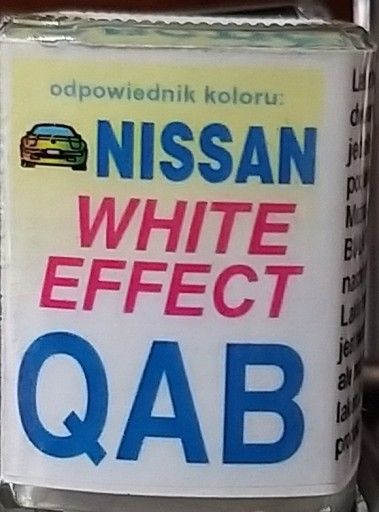 odpowiednik koloru:
NISSAN
WHITE
EFFECT
QAB